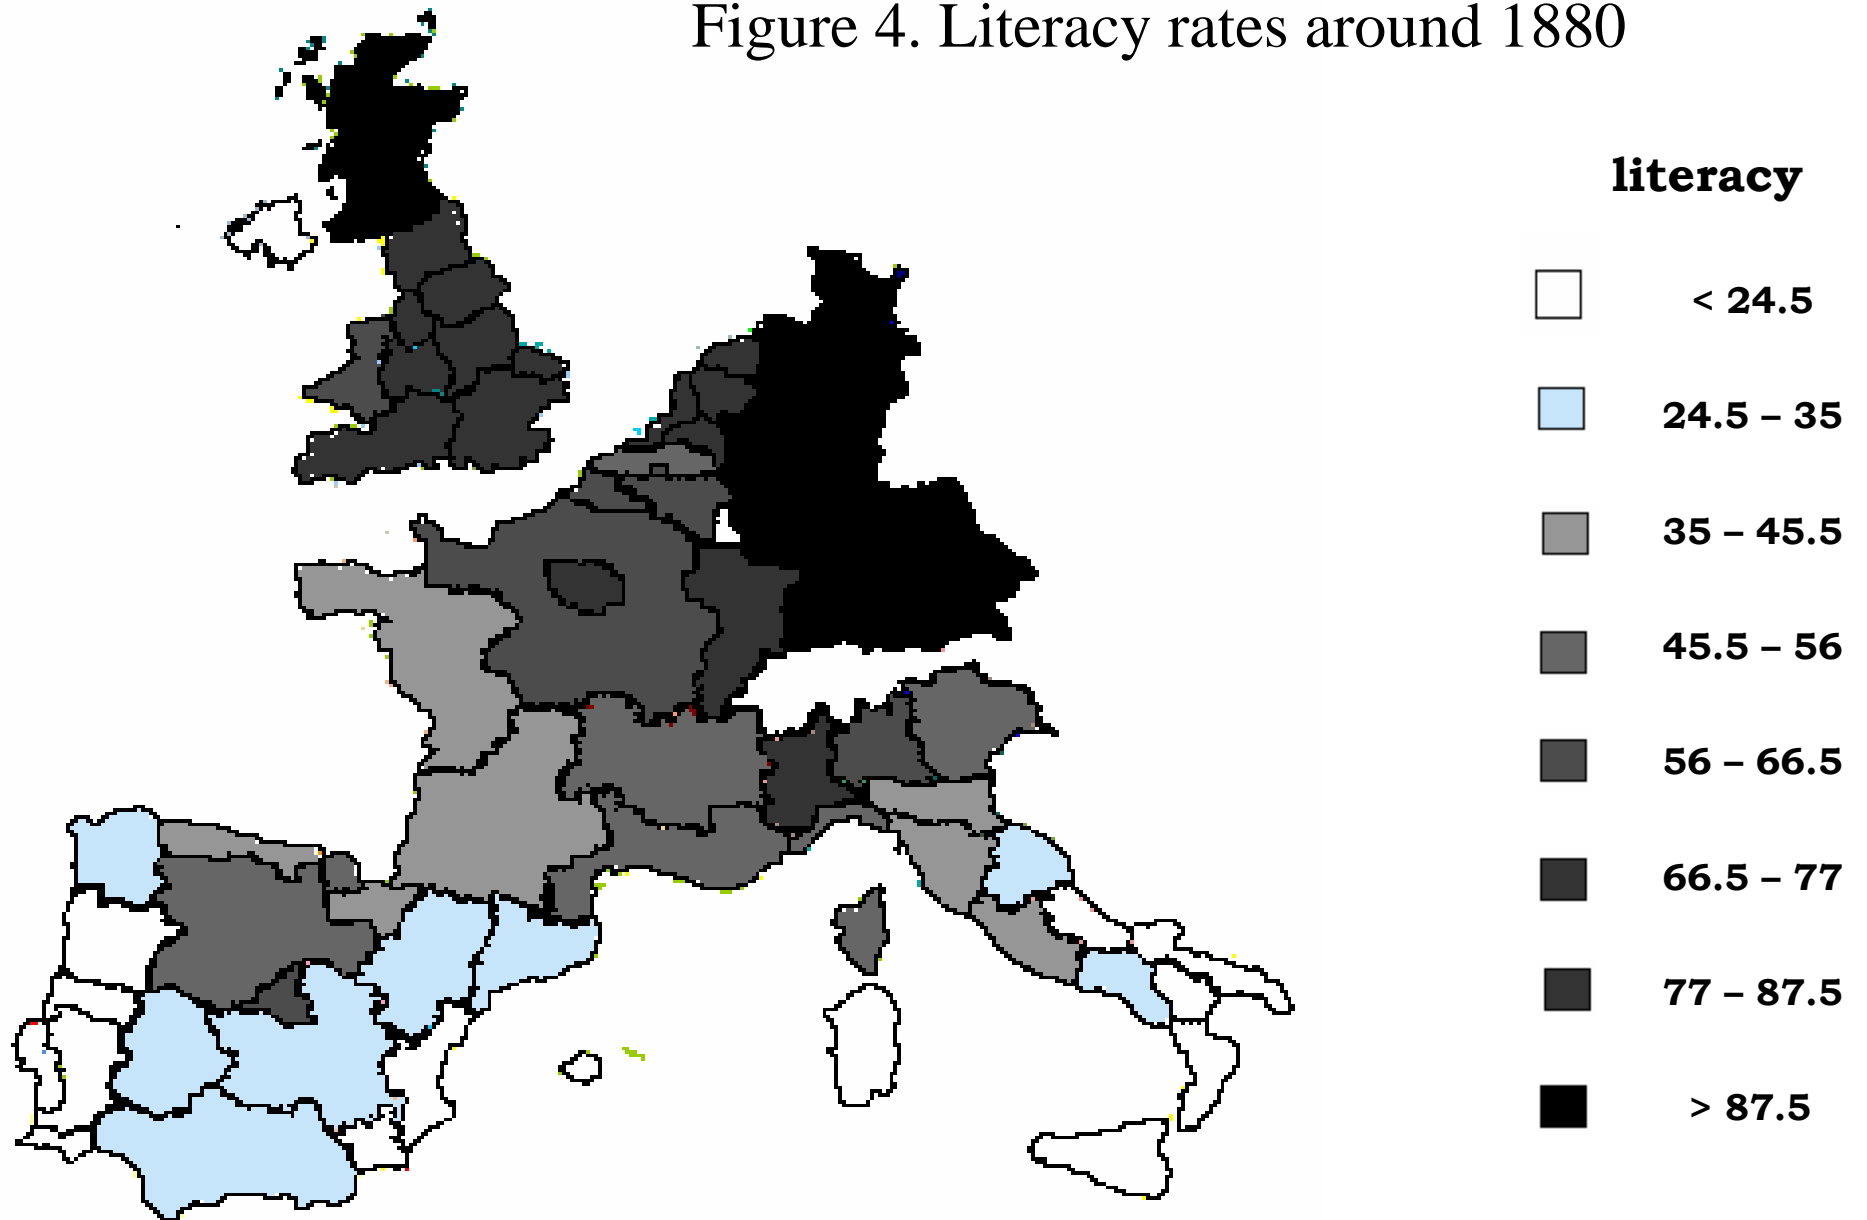 Figure 4. Literacy rates around 1880
literacy
< 24.5
24.5 – 35
35 – 45.5
45.5 – 56
56 – 66.5
66.5 – 77
77 – 87.5
> 87.5